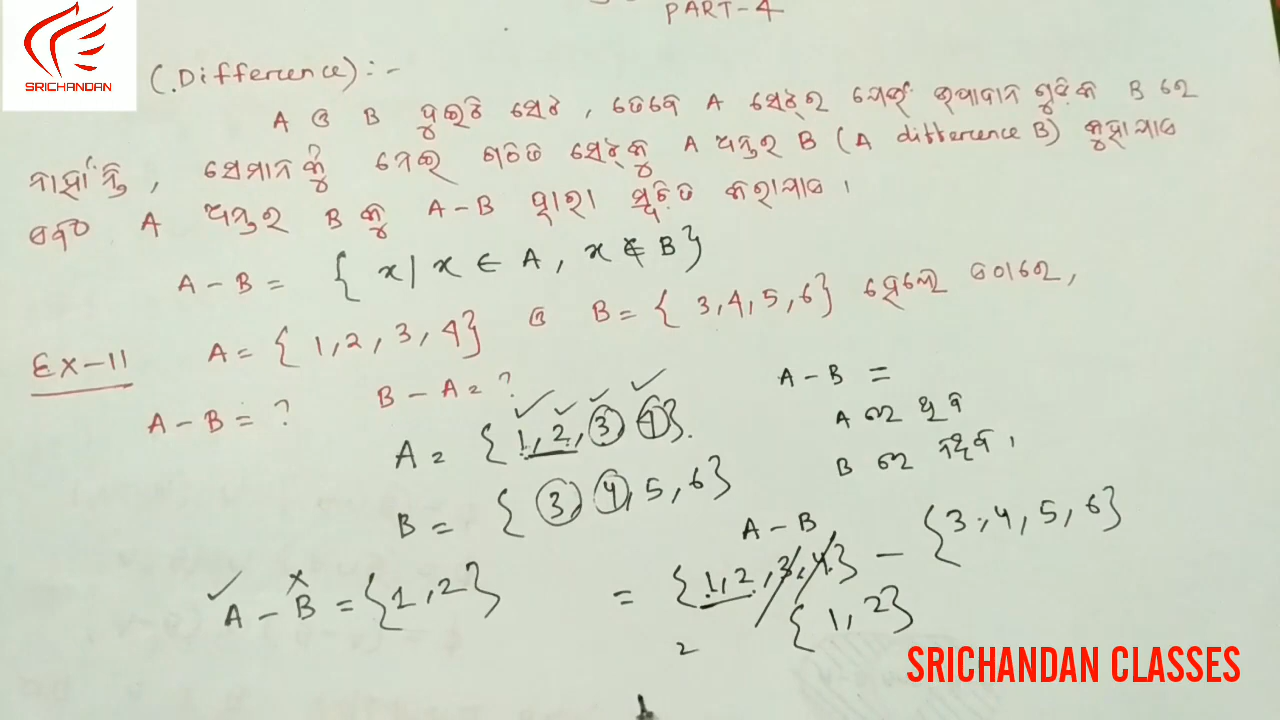 PART-4
SRICHANDAN
(Difference) :-
A ଓ B ଦୁଇଟି ସେଟ୍, ତେବେ A ସେଟ୍‌ର ଯେଉଁ ଉପାଦାନ ଗୁଡ଼ିକ B ରେ
ନାହାଁନ୍ତି, ସେମାନଙ୍କୁ ନେଇ ଗଠିତ ସେଟ୍‌କୁ A ଅନ୍ତର B (A difference B) କୁହାଯାଏ
ଏବଂ A ଅନ୍ତର B କୁ A-B ଦ୍ୱାରା ସୂଚିତ କରାଯାଏ।
A - B = { x | x ∈ A, x ∉ B }
Ex-11 A = { 1, 2, 3, 4 } ଓ B = { 3, 4, 5, 6 } ହେଲେ
A - B = ? B - A = ?
A = { 1, 2, 3, 4 }.
B = { 3, 4, 5, 6 }
A - B =
A ରେ ଥିବ
B ରେ ନଥିବ।
A - B = { 1, 2 }
A - B
= { 1, 2, 3, 4 } - { 3, 4, 5, 6 }
= { 1, 2 }
SRICHANDAN CLASSES